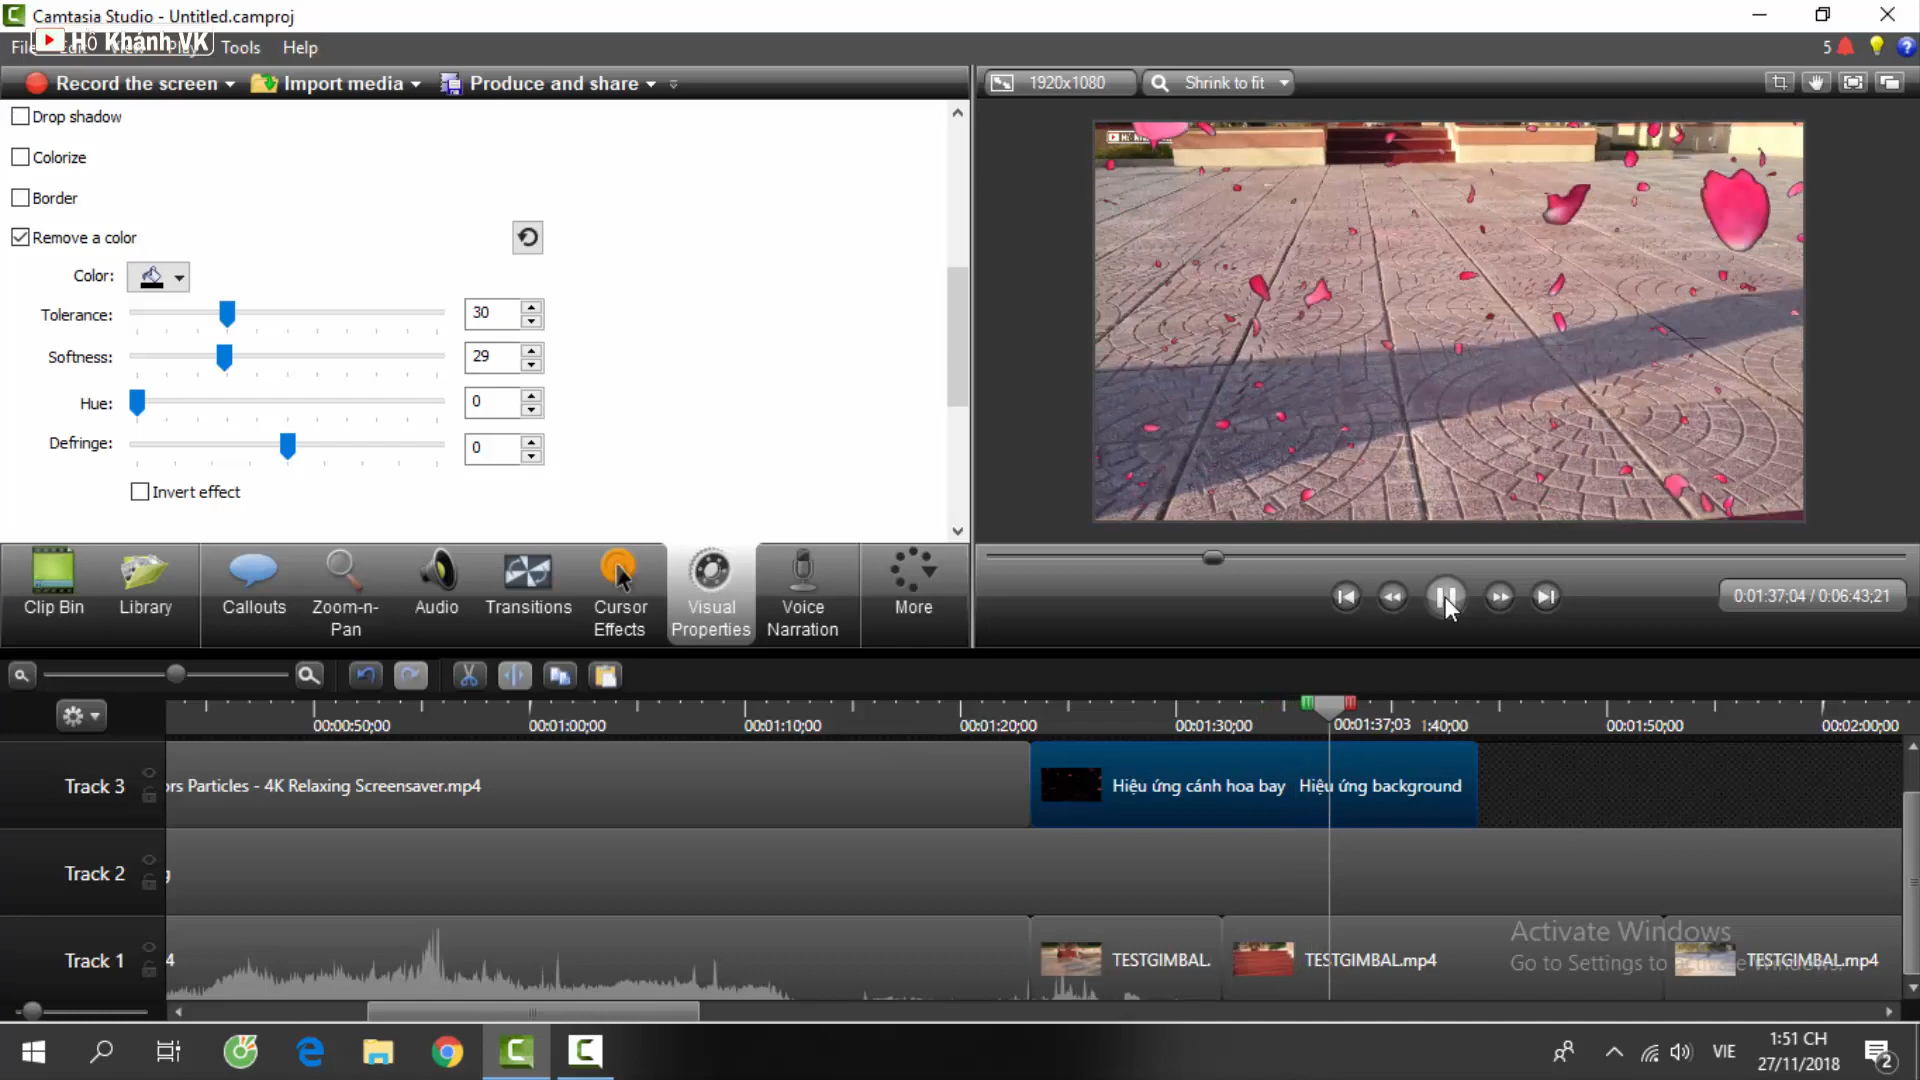 Camtasia Studio - Untitled.camproj
Hồ Khánh VK
File Edit View Play Tools Help
5
Record the screen
Import media
Produce and share
1920x1080
Shrink to fit
Drop shadow
Colorize
Border
Remove a color
Color:
Tolerance: 30
Softness: 29
Hue: 0
Defringe: 0
Invert effect
Clip Bin
Library
Callouts
Zoom-n-
Pan
Audio
Transitions
Cursor
Effects
Visual
Properties
Voice
Narration
More
0:01:37;04 / 0:06:43;21
00:00:50;00 00:01:00;00 00:01:10;00 00:01:20;00 00:01:30;00 00:01:37;03 1:40;00 00:01:50;00 00:02:00;00
Track 3
ors Particles - 4K Relaxing Screensaver.mp4
Hiệu ứng cánh hoa bay Hiệu ứng background
Track 2
g
Track 1
4
TESTGIMBAL.
TESTGIMBAL.mp4
TESTGIMBAL.mp4
Activate Windows
Go to Settings to activate Windows.
VIE
1:51 CH
27/11/2018
2